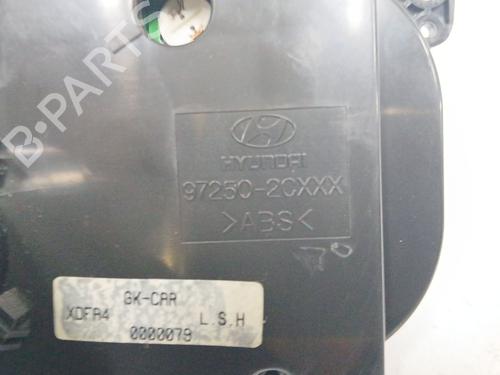 B-PARTS
HYUNDAI
97250-2CXXX
>ABS<
GK-CAR
XDFA4 L.S.H
0000079